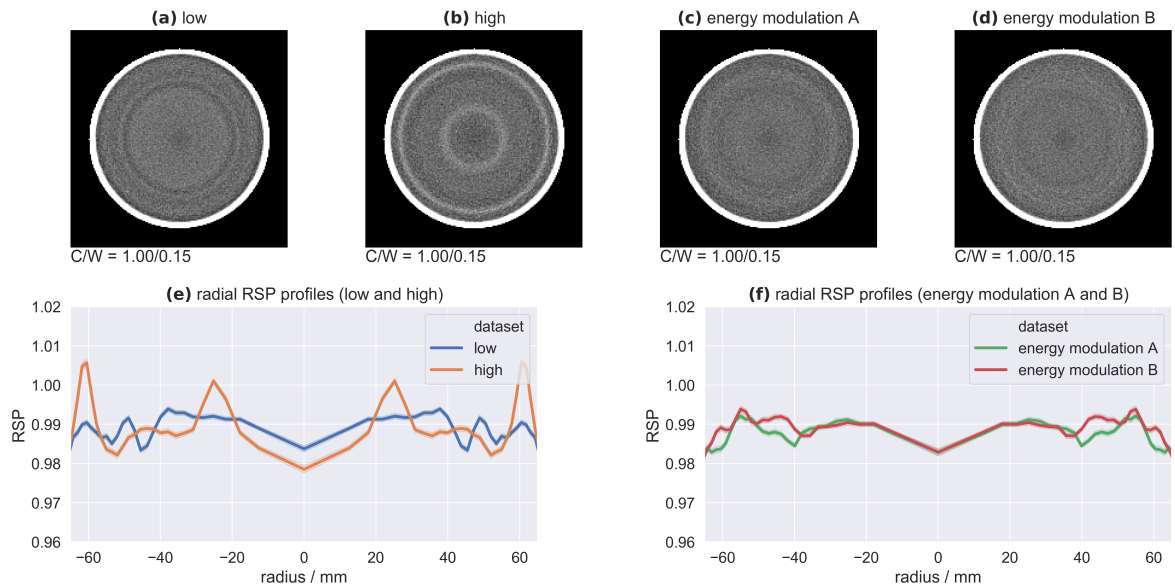 (a) low
(b) high
(c) energy modulation A
(d) energy modulation B
C/W = 1.00/0.15
C/W = 1.00/0.15
C/W = 1.00/0.15
C/W = 1.00/0.15
(e) radial RSP profiles (low and high)
1.02
1.01
1.00
0.99
0.98
0.97
0.96
RSP
dataset
low
high
−60
−40
−20
0
20
40
60
radius / mm
(f) radial RSP profiles (energy modulation A and B)
1.02
1.01
1.00
0.99
0.98
0.97
0.96
RSP
dataset
energy modulation A
energy modulation B
−60
−40
−20
0
20
40
60
radius / mm